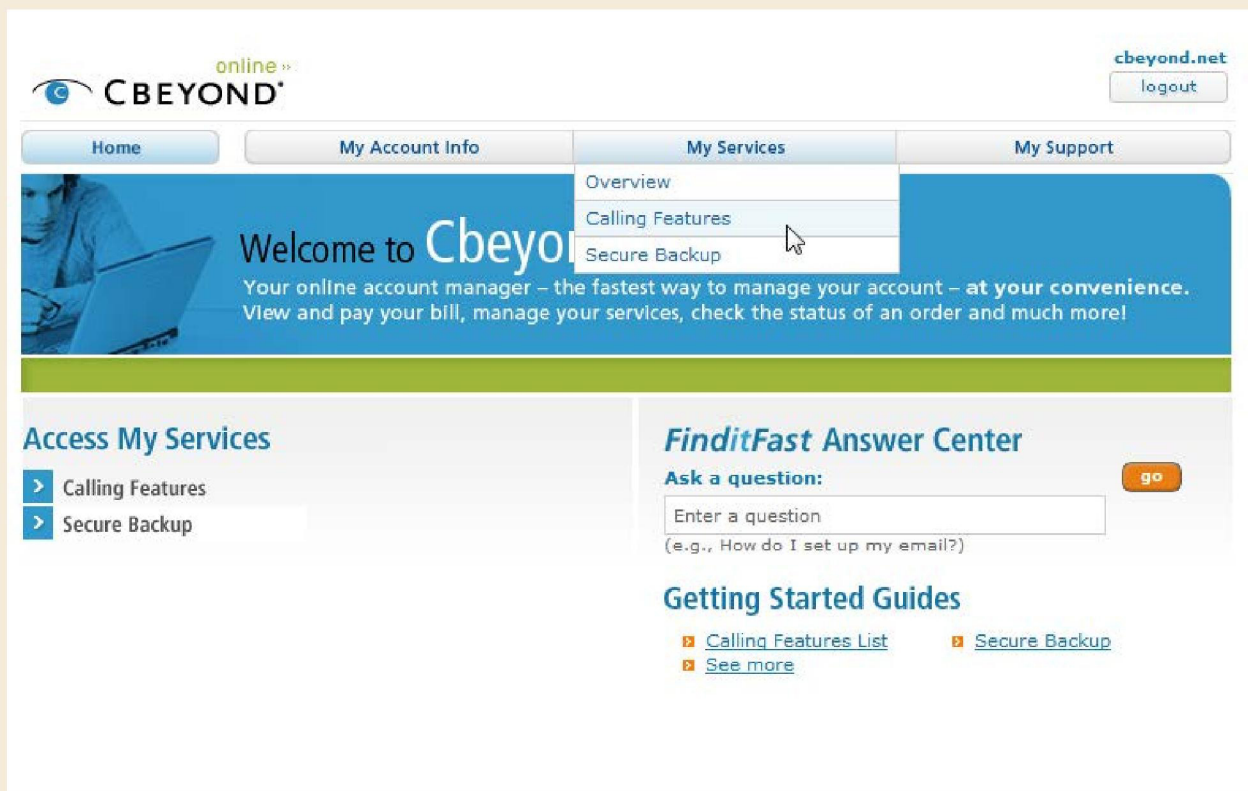 online »
CBEYOND
cbeyond.net
logout
Home
My Account Info
My Services
My Support
Overview
Calling Features
Secure Backup
Welcome to Cbeyo
Your online account manager – the fastest way to manage your account – at your convenience.
View and pay your bill, manage your services, check the status of an order and much more!
Access My Services
Calling Features
Secure Backup
FinditFast Answer Center
Ask a question:
go
Enter a question
(e.g., How do I set up my email?)
Getting Started Guides
Calling Features List
Secure Backup
See more